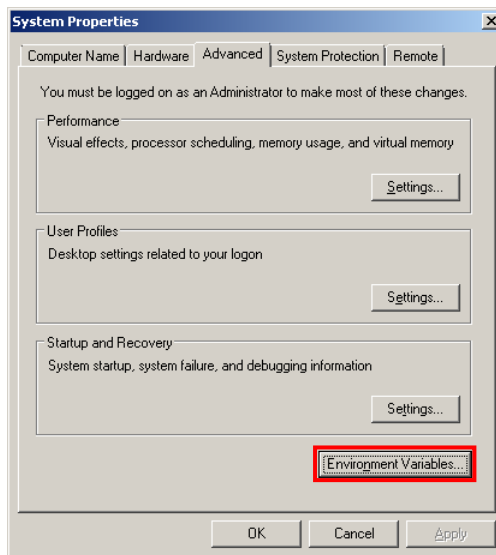 System Properties
Computer Name Hardware Advanced System Protection Remote
You must be logged on as an Administrator to make most of these changes.
Performance
Visual effects, processor scheduling, memory usage, and virtual memory
Settings...
User Profiles
Desktop settings related to your logon
Settings...
Startup and Recovery
System startup, system failure, and debugging information
Settings...
Environment Variables...
OK Cancel Apply